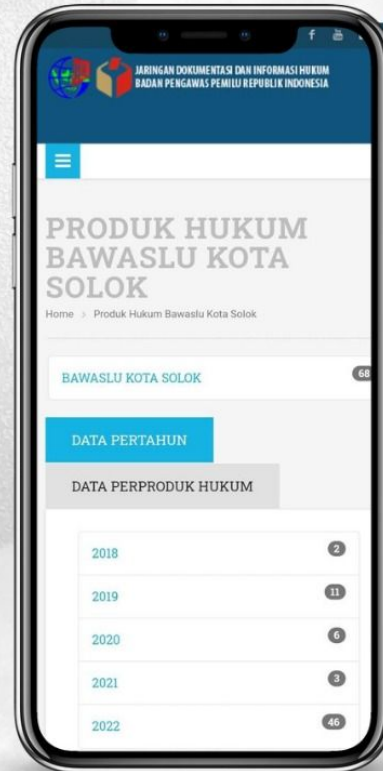 JARINGAN DOKUMENTASI DAN INFORMASI HUKUM
BADAN PENGAWAS PEMILU REPUBLIK INDONESIA
PRODUK HUKUM
BAWASLU KOTA
SOLOK
Home > Produk Hukum Bawaslu Kota Solok
BAWASLU KOTA SOLOK 68
DATA PERTAHUN
DATA PERPRODUK HUKUM
2018 2
2019 11
2020 6
2021 3
2022 46